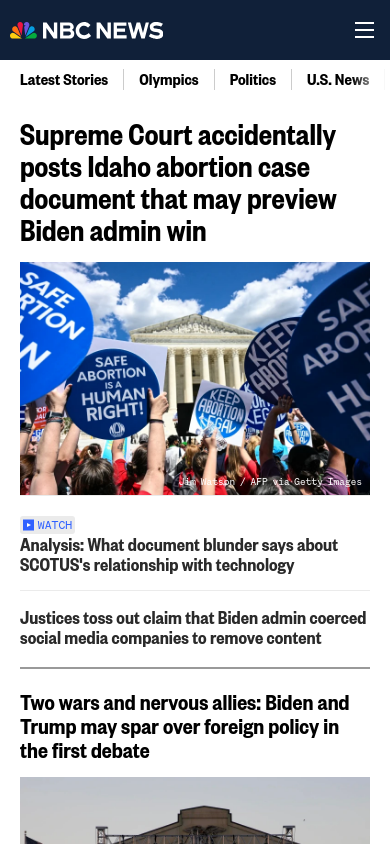 NBC NEWS
Latest Stories
Olympics
Politics
U.S. News
Supreme Court accidentally
posts Idaho abortion case
document that may preview
Biden admin win
SAFE
ABORTION
SAFE
ABORTION
IS A
HUMAN
RIGHT!
KEEP
ABORTION
LEGAL
KEEP
ABORTION
LEGAL
SAFE
Jim Watson / AFP via Getty Images
WATCH
Analysis: What document blunder says about
SCOTUS's relationship with technology
Justices toss out claim that Biden admin coerced
social media companies to remove content
Two wars and nervous allies: Biden and
Trump may spar over foreign policy in
the first debate